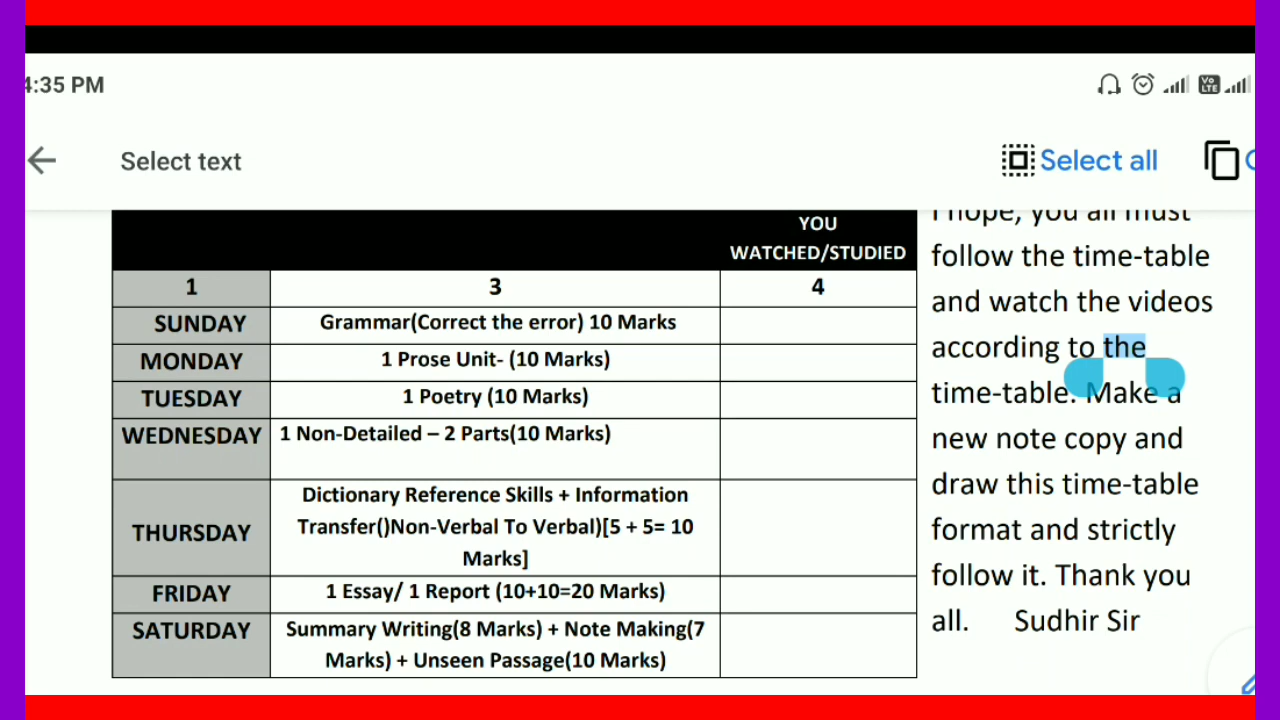 4:35 PM
Select text
Select all
YOU
WATCHED/STUDIED
1 3 4
SUNDAY Grammar(Correct the error) 10 Marks
MONDAY 1 Prose Unit- (10 Marks)
TUESDAY 1 Poetry (10 Marks)
WEDNESDAY 1 Non-Detailed – 2 Parts(10 Marks)
THURSDAY
Dictionary Reference Skills + Information
Transfer()Non-Verbal To Verbal)[5 + 5= 10
Marks]
FRIDAY 1 Essay/ 1 Report (10+10=20 Marks)
SATURDAY Summary Writing(8 Marks) + Note Making(7
Marks) + Unseen Passage(10 Marks)
I hope, you all must
follow the time-table
and watch the videos
according to the
time-table. Make a
new note copy and
draw this time-table
format and strictly
follow it. Thank you
all. Sudhir Sir